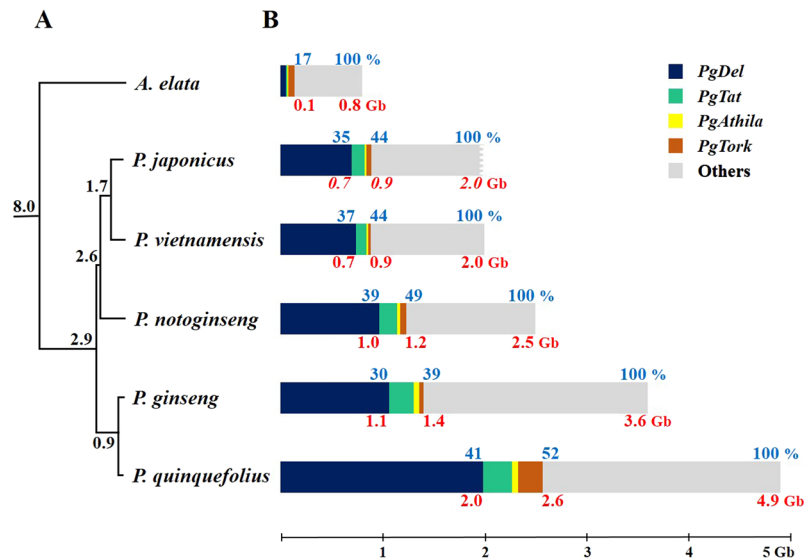 A B
17 100 %
A. elata
0.1 0.8 Gb
PgDel
PgTat
PgAthila
PgTork
Others
35 44 100 %
P. japonicus
0.7 0.9 2.0 Gb
1.7
8.0
37 44 100 %
P. vietnamensis
0.7 0.9 2.0 Gb
2.6
39 49 100 %
P. notoginseng
1.0 1.2 2.5 Gb
2.9
30 39 100 %
P. ginseng
1.1 1.4 3.6 Gb
0.9
41 52 100 %
P. quinquefolius
2.0 2.6 4.9 Gb
1 2 3 4 5 Gb